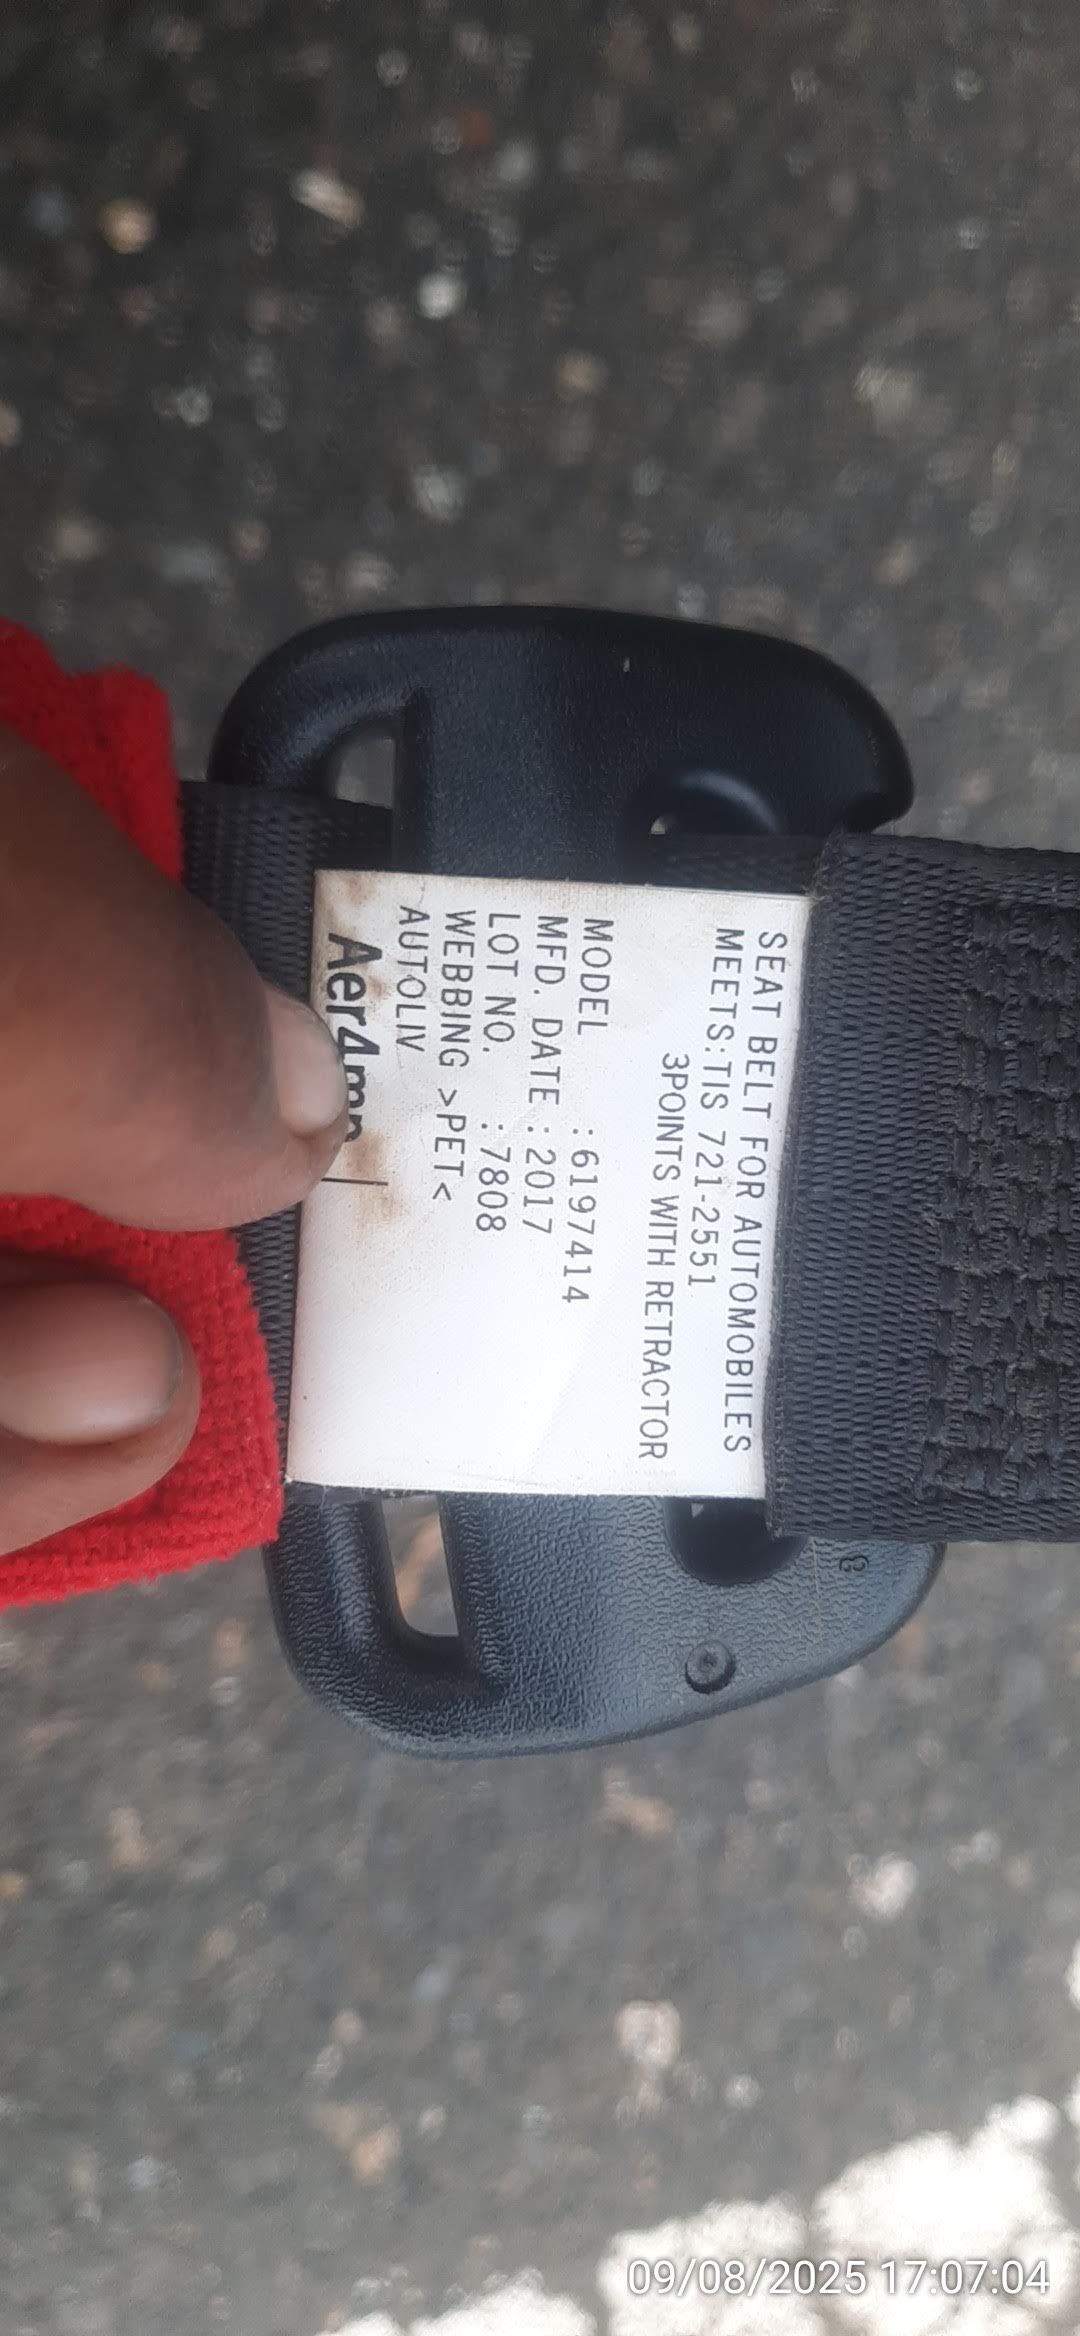 SEAT BELT FOR AUTOMOBILES
MEETS:TIS 721-2551
3POINTS WITH RETRACTOR
MODEL :6197414
MFD. DATE :2017
LOT NO. :7808
WEBBING >PET<
AUTOLIV
8
09/08/2025 17:07:04